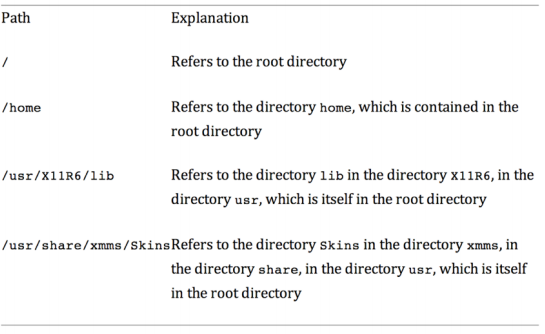 Path Explanation
/ Refers to the root directory
/home Refers to the directory home, which is contained in the
root directory
/usr/X11R6/lib Refers to the directory lib in the directory X11R6, in the
directory usr, which is itself in the root directory
/usr/share/xmms/Skins Refers to the directory Skins in the directory xmms, in
the directory share, in the directory usr, which is itself
in the root directory